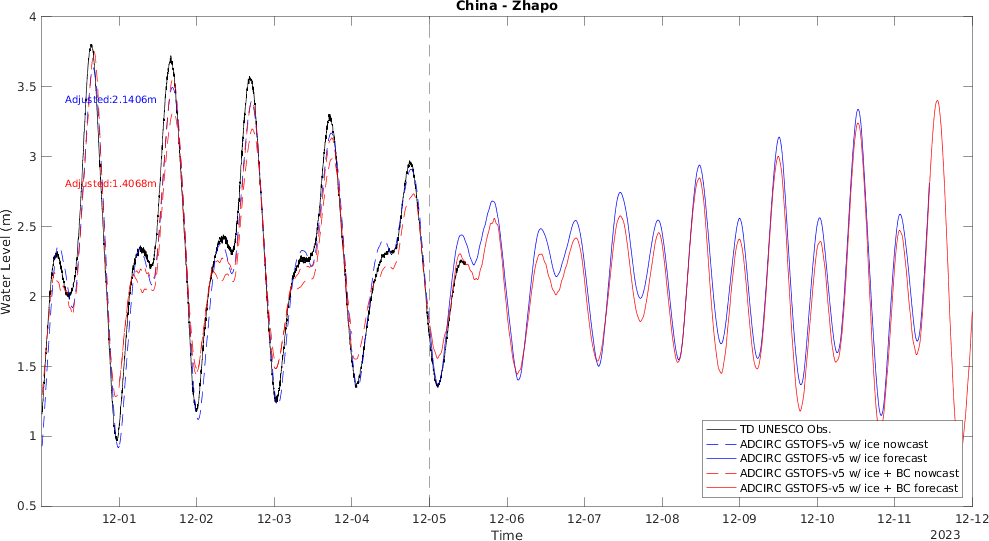 China - Zhapo
4
3.5
3
2.5
2
1.5
1
0.5
Water Level (m)
Adjusted:2.1406m
Adjusted:1.4068m
TD UNESCO Obs.
ADCIRC GSTOFS-v5 w/ ice nowcast
ADCIRC GSTOFS-v5 w/ ice forecast
ADCIRC GSTOFS-v5 w/ ice + BC nowcast
ADCIRC GSTOFS-v5 w/ ice + BC forecast
12-01 12-02 12-03 12-04 12-05 12-06 12-07 12-08 12-09 12-10 12-11 12-12
Time
2023